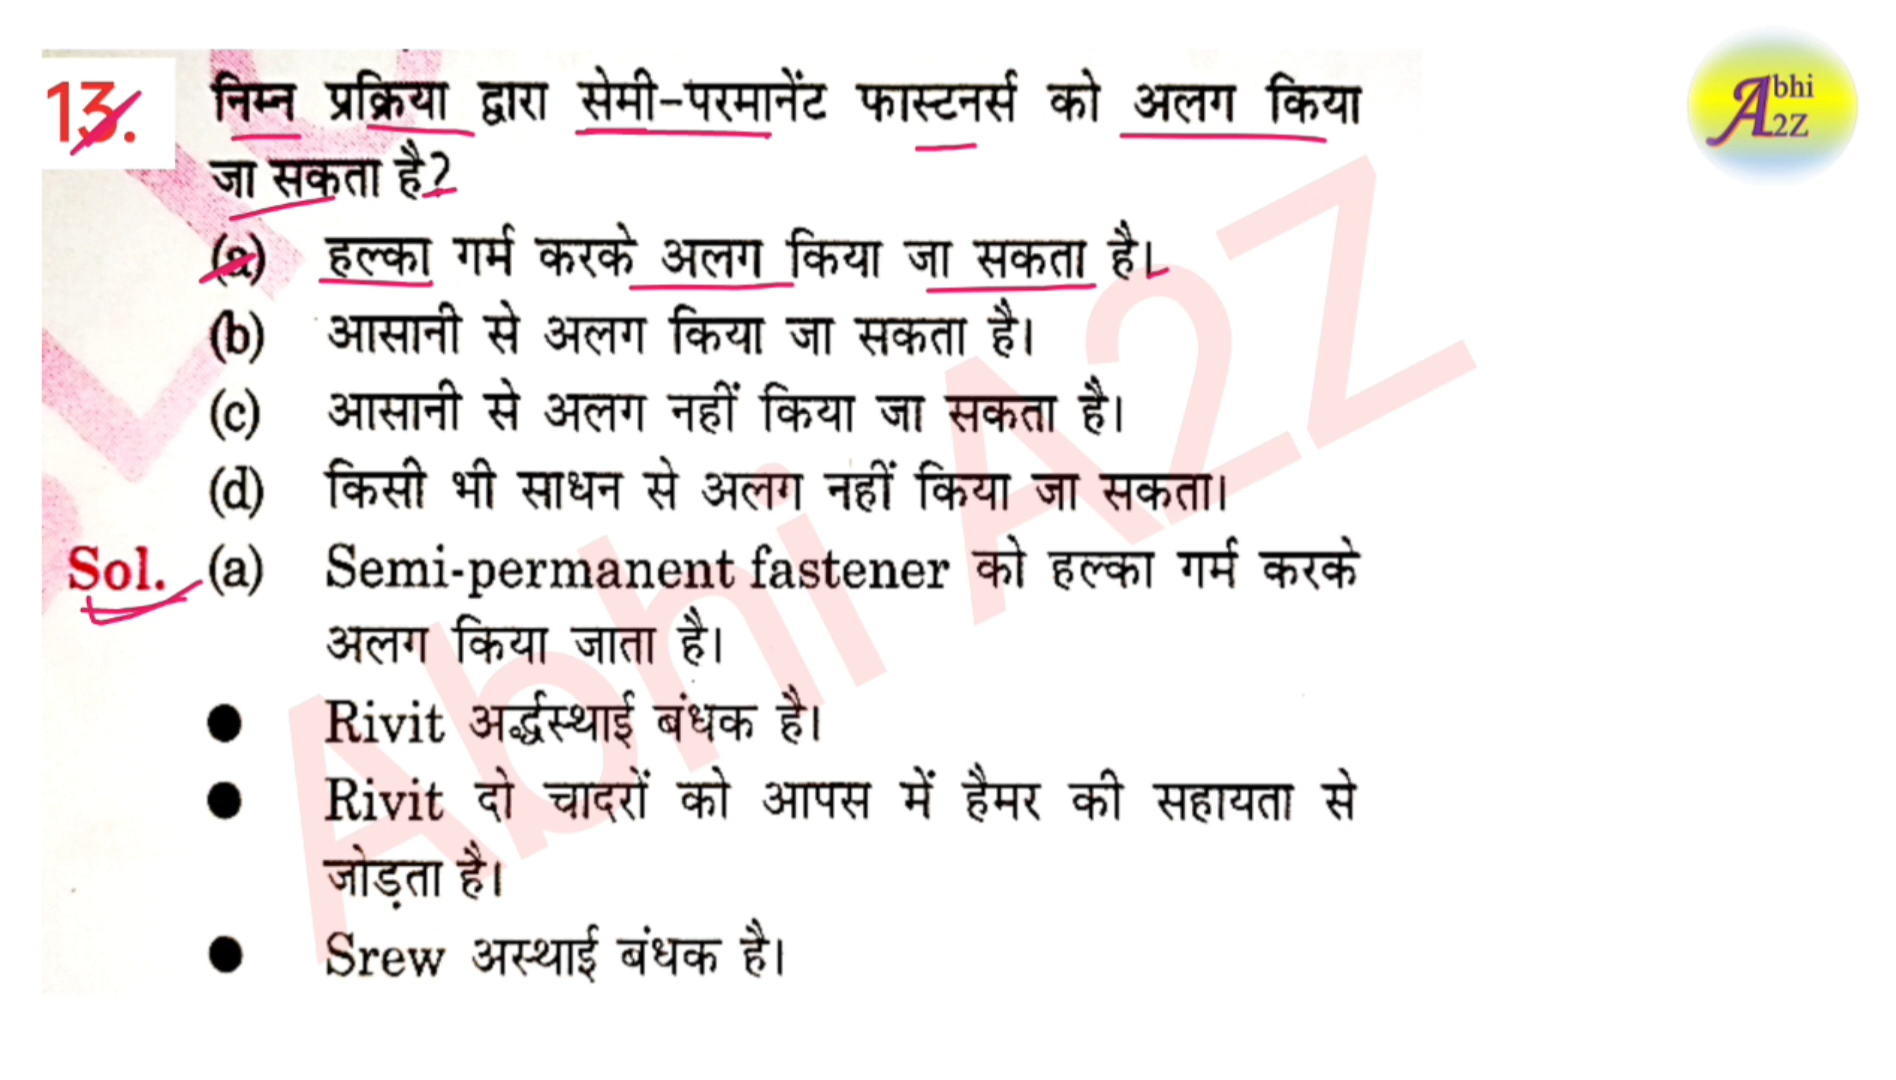 Abhi
A2Z
13. निम्न प्रक्रिया द्वारा सेमी-परमानेंट फास्टनर्स को अलग किया
जा सकता है?
(a) हल्का गर्म करके अलग किया जा सकता है।
(b) आसानी से अलग किया जा सकता है।
(c) आसानी से अलग नहीं किया जा सकता है।
(d) किसी भी साधन से अलग नहीं किया जा सकता।
Sol. (a) Semi-permanent fastener को हल्का गर्म करके
अलग किया जाता है।
● Rivit अर्द्धस्थाई बंधक है।
● Rivit दो चादरों को आपस में हैमर की सहायता से
जोड़ता है।
● Srew अस्थाई बंधक है।
Abhi A2Z